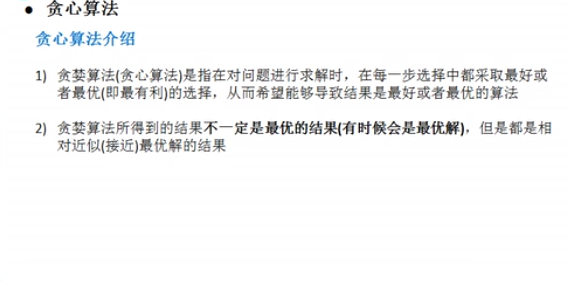 ● 贪心算法
贪心算法介绍
1) 贪婪算法(贪心算法)是指在对问题进行求解时，在每一步选择中都采取最好或
者最优(即最有利)的选择，从而希望能够导致结果是最好或者最优的算法
2) 贪婪算法所得到的结果不一定是最优的结果(有时候会是最优解)，但是都是相
对近似(接近)最优解的结果